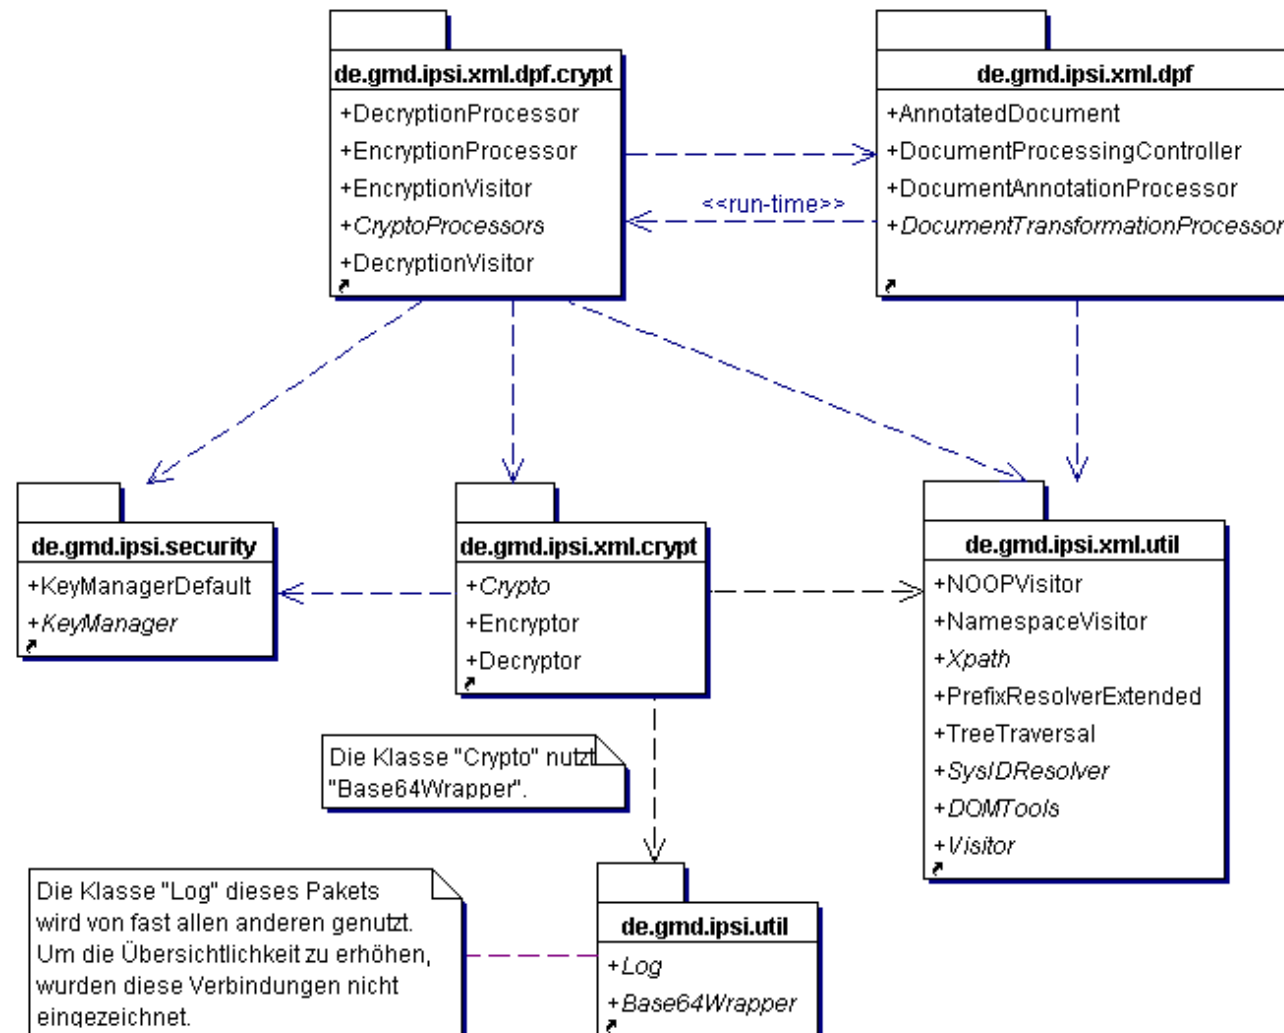 de.gmd.ipsi.xml.dpf.crypt
+DecryptionProcessor
+EncryptionProcessor
+EncryptionVisitor
+CryptoProcessors
+DecryptionVisitor
de.gmd.ipsi.xml.dpf
+AnnotatedDocument
+DocumentProcessingController
+DocumentAnnotationProcessor
+DocumentTransformationProcessor
<<run-time>>
de.gmd.ipsi.security
+KeyManagerDefault
+KeyManager
de.gmd.ipsi.xml.crypt
+Crypto
+Encryptor
+Decryptor
de.gmd.ipsi.xml.util
+NOOPVisitor
+NamespaceVisitor
+Xpath
+PrefixResolverExtended
+TreeTraversal
+SysIDResolver
+DOMTools
+Visitor
Die Klasse "Crypto" nutzt
"Base64Wrapper".
Die Klasse "Log" dieses Pakets
wird von fast allen anderen genutzt.
Um die Übersichtlichkeit zu erhöhen,
wurden diese Verbindungen nicht
eingezeichnet.
de.gmd.ipsi.util
+Log
+Base64Wrapper